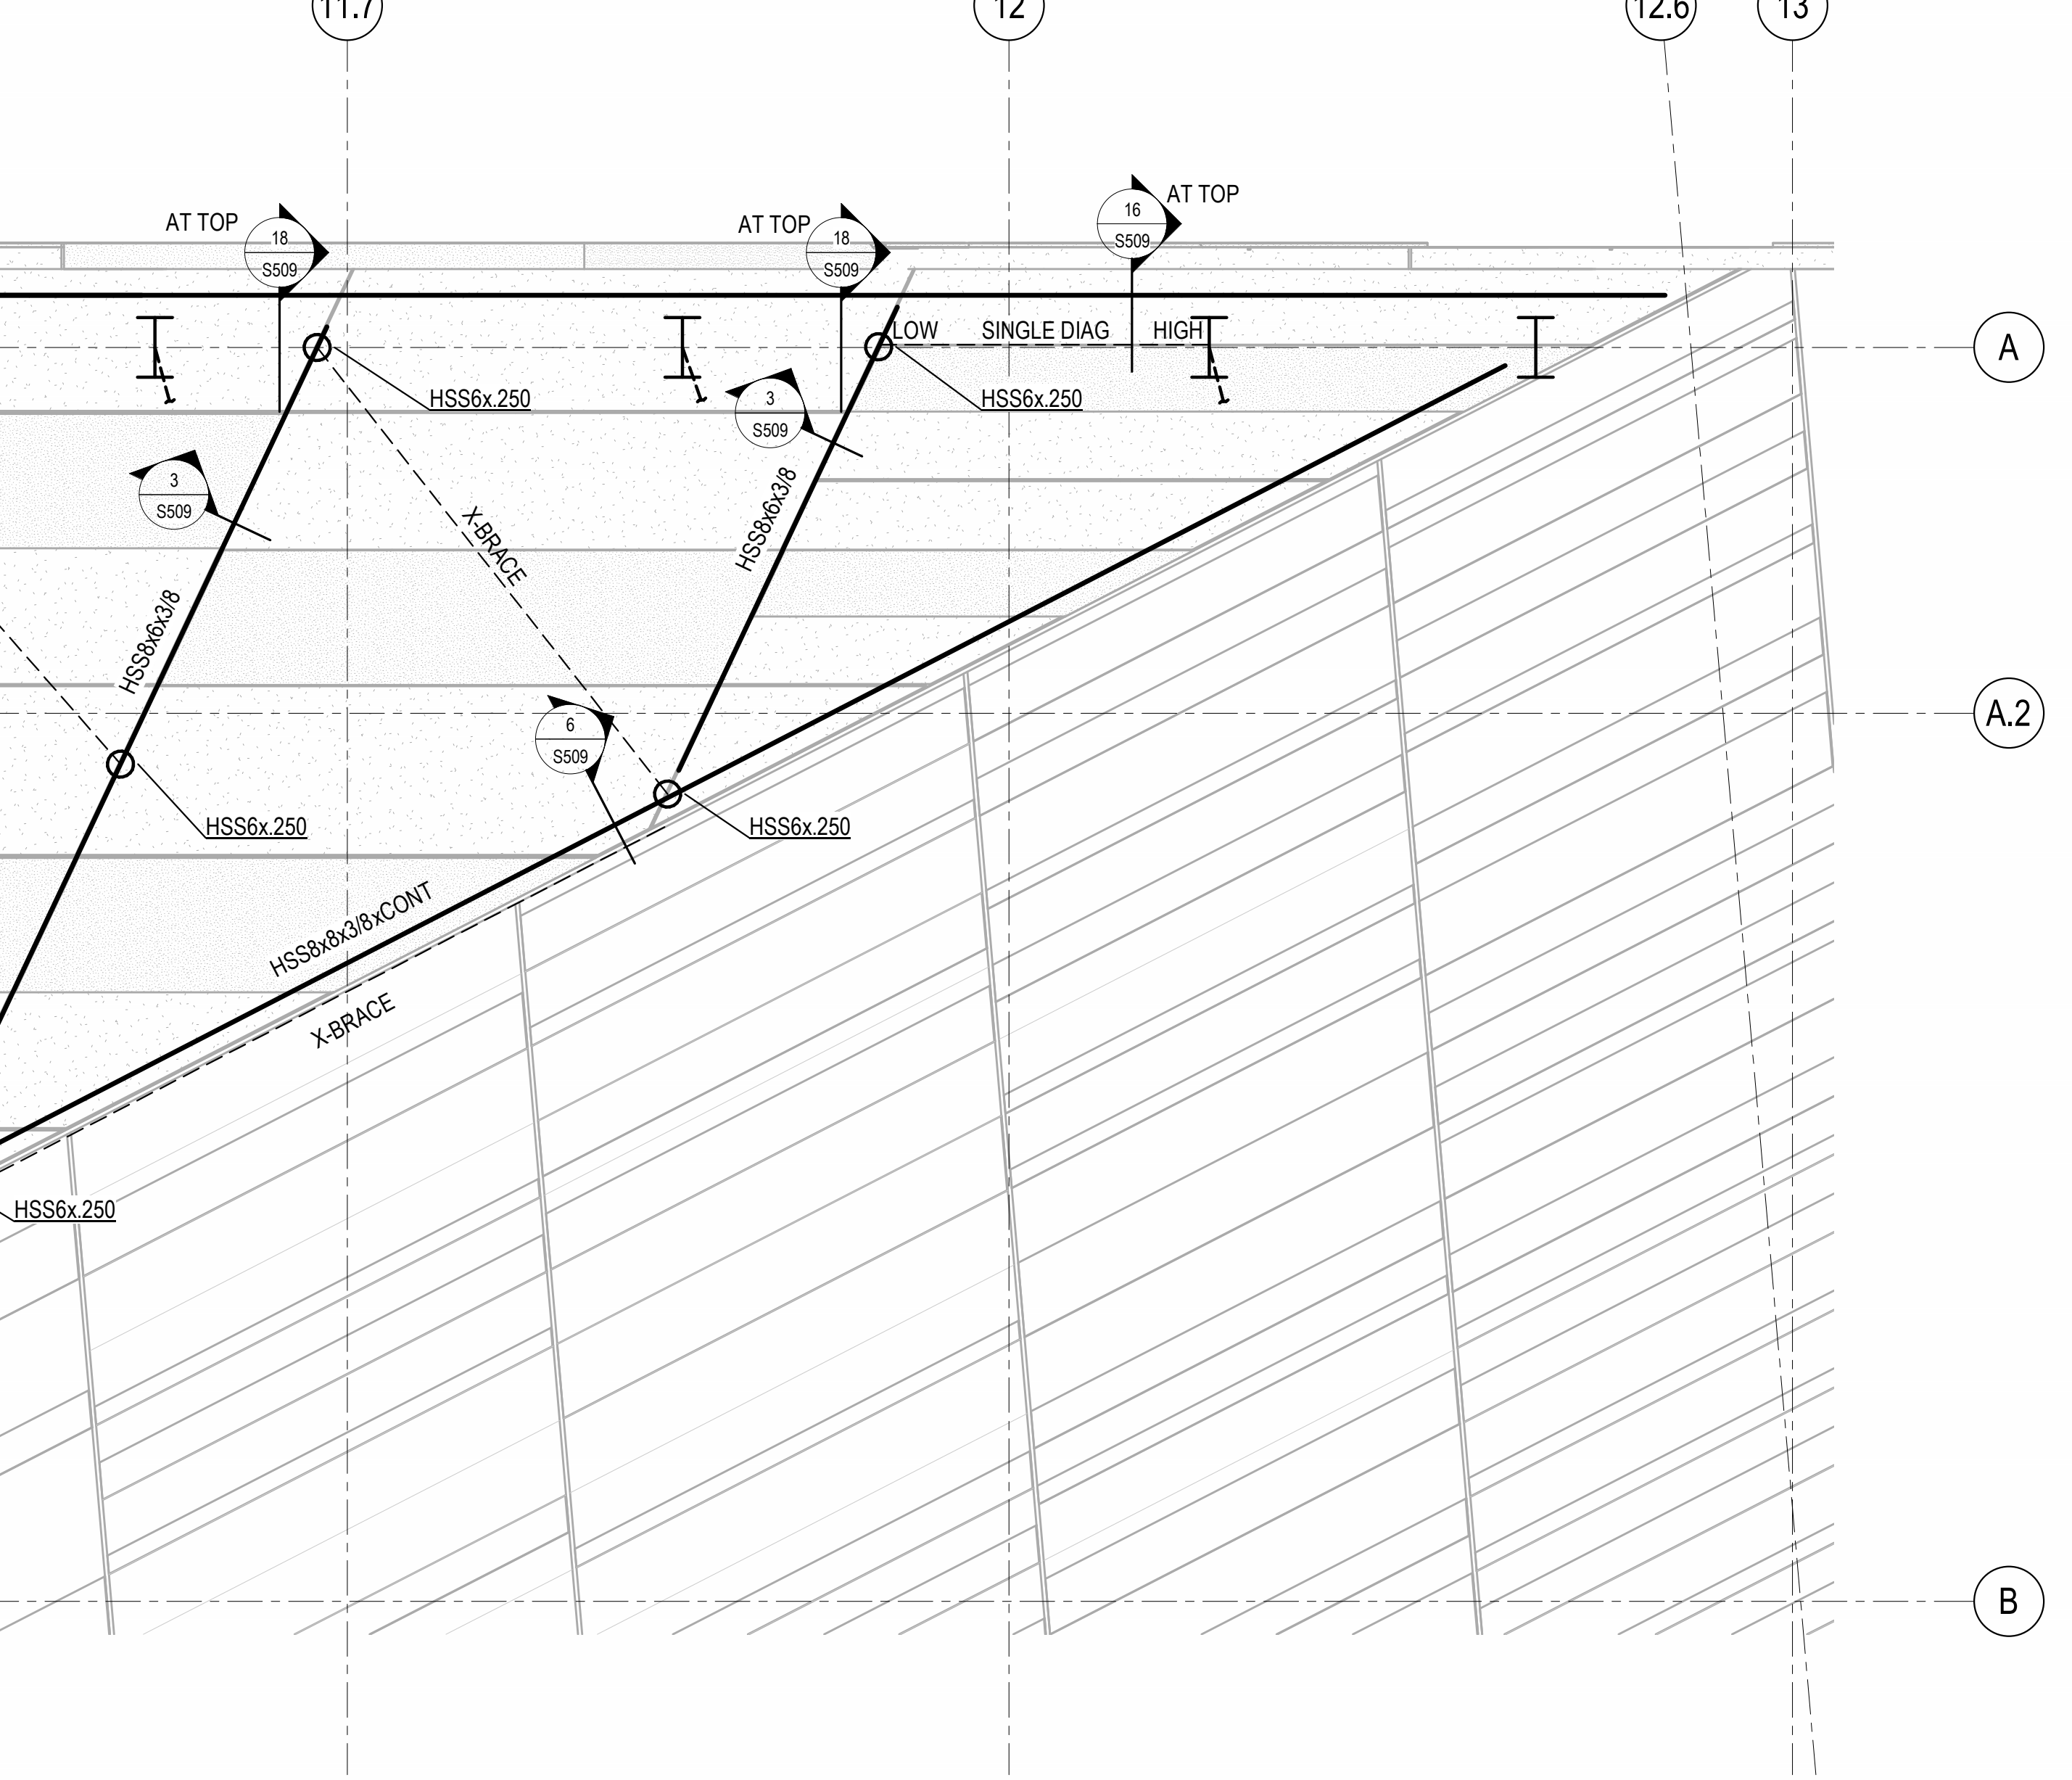 11.7
12
12.6
13
AT TOP
18
S509
AT TOP
18
S509
16
S509
AT TOP
LOW
SINGLE DIAG
HIGH
A
HSS6x.250
HSS6x.250
3
S509
3
S509
X-BRACE
HSS8x6x3/8
HSS8x6x3/8
A.2
6
S509
HSS6x.250
HSS6x.250
HSS8x8x3/8xCONT
X-BRACE
HSS6x.250
B